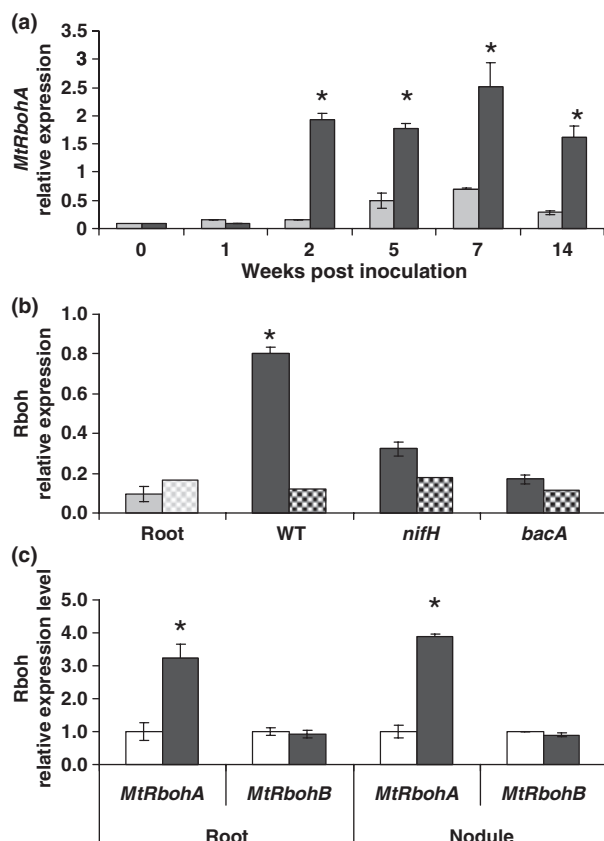 (a)
MtRbohA
relative expression
3.5
3
2.5
2
1.5
1
0.5
0
* * * *
0 1 2 5 7 14
Weeks post inoculation
(b)
Rboh
relative expression
1.0
0.8
0.6
0.4
0.2
0.0
*
Root WT nifH bacA
(c)
Rboh
relative expression level
5.0
4.0
3.0
2.0
1.0
0.0
* *
MtRbohA MtRbohB MtRbohA MtRbohB
Root Nodule